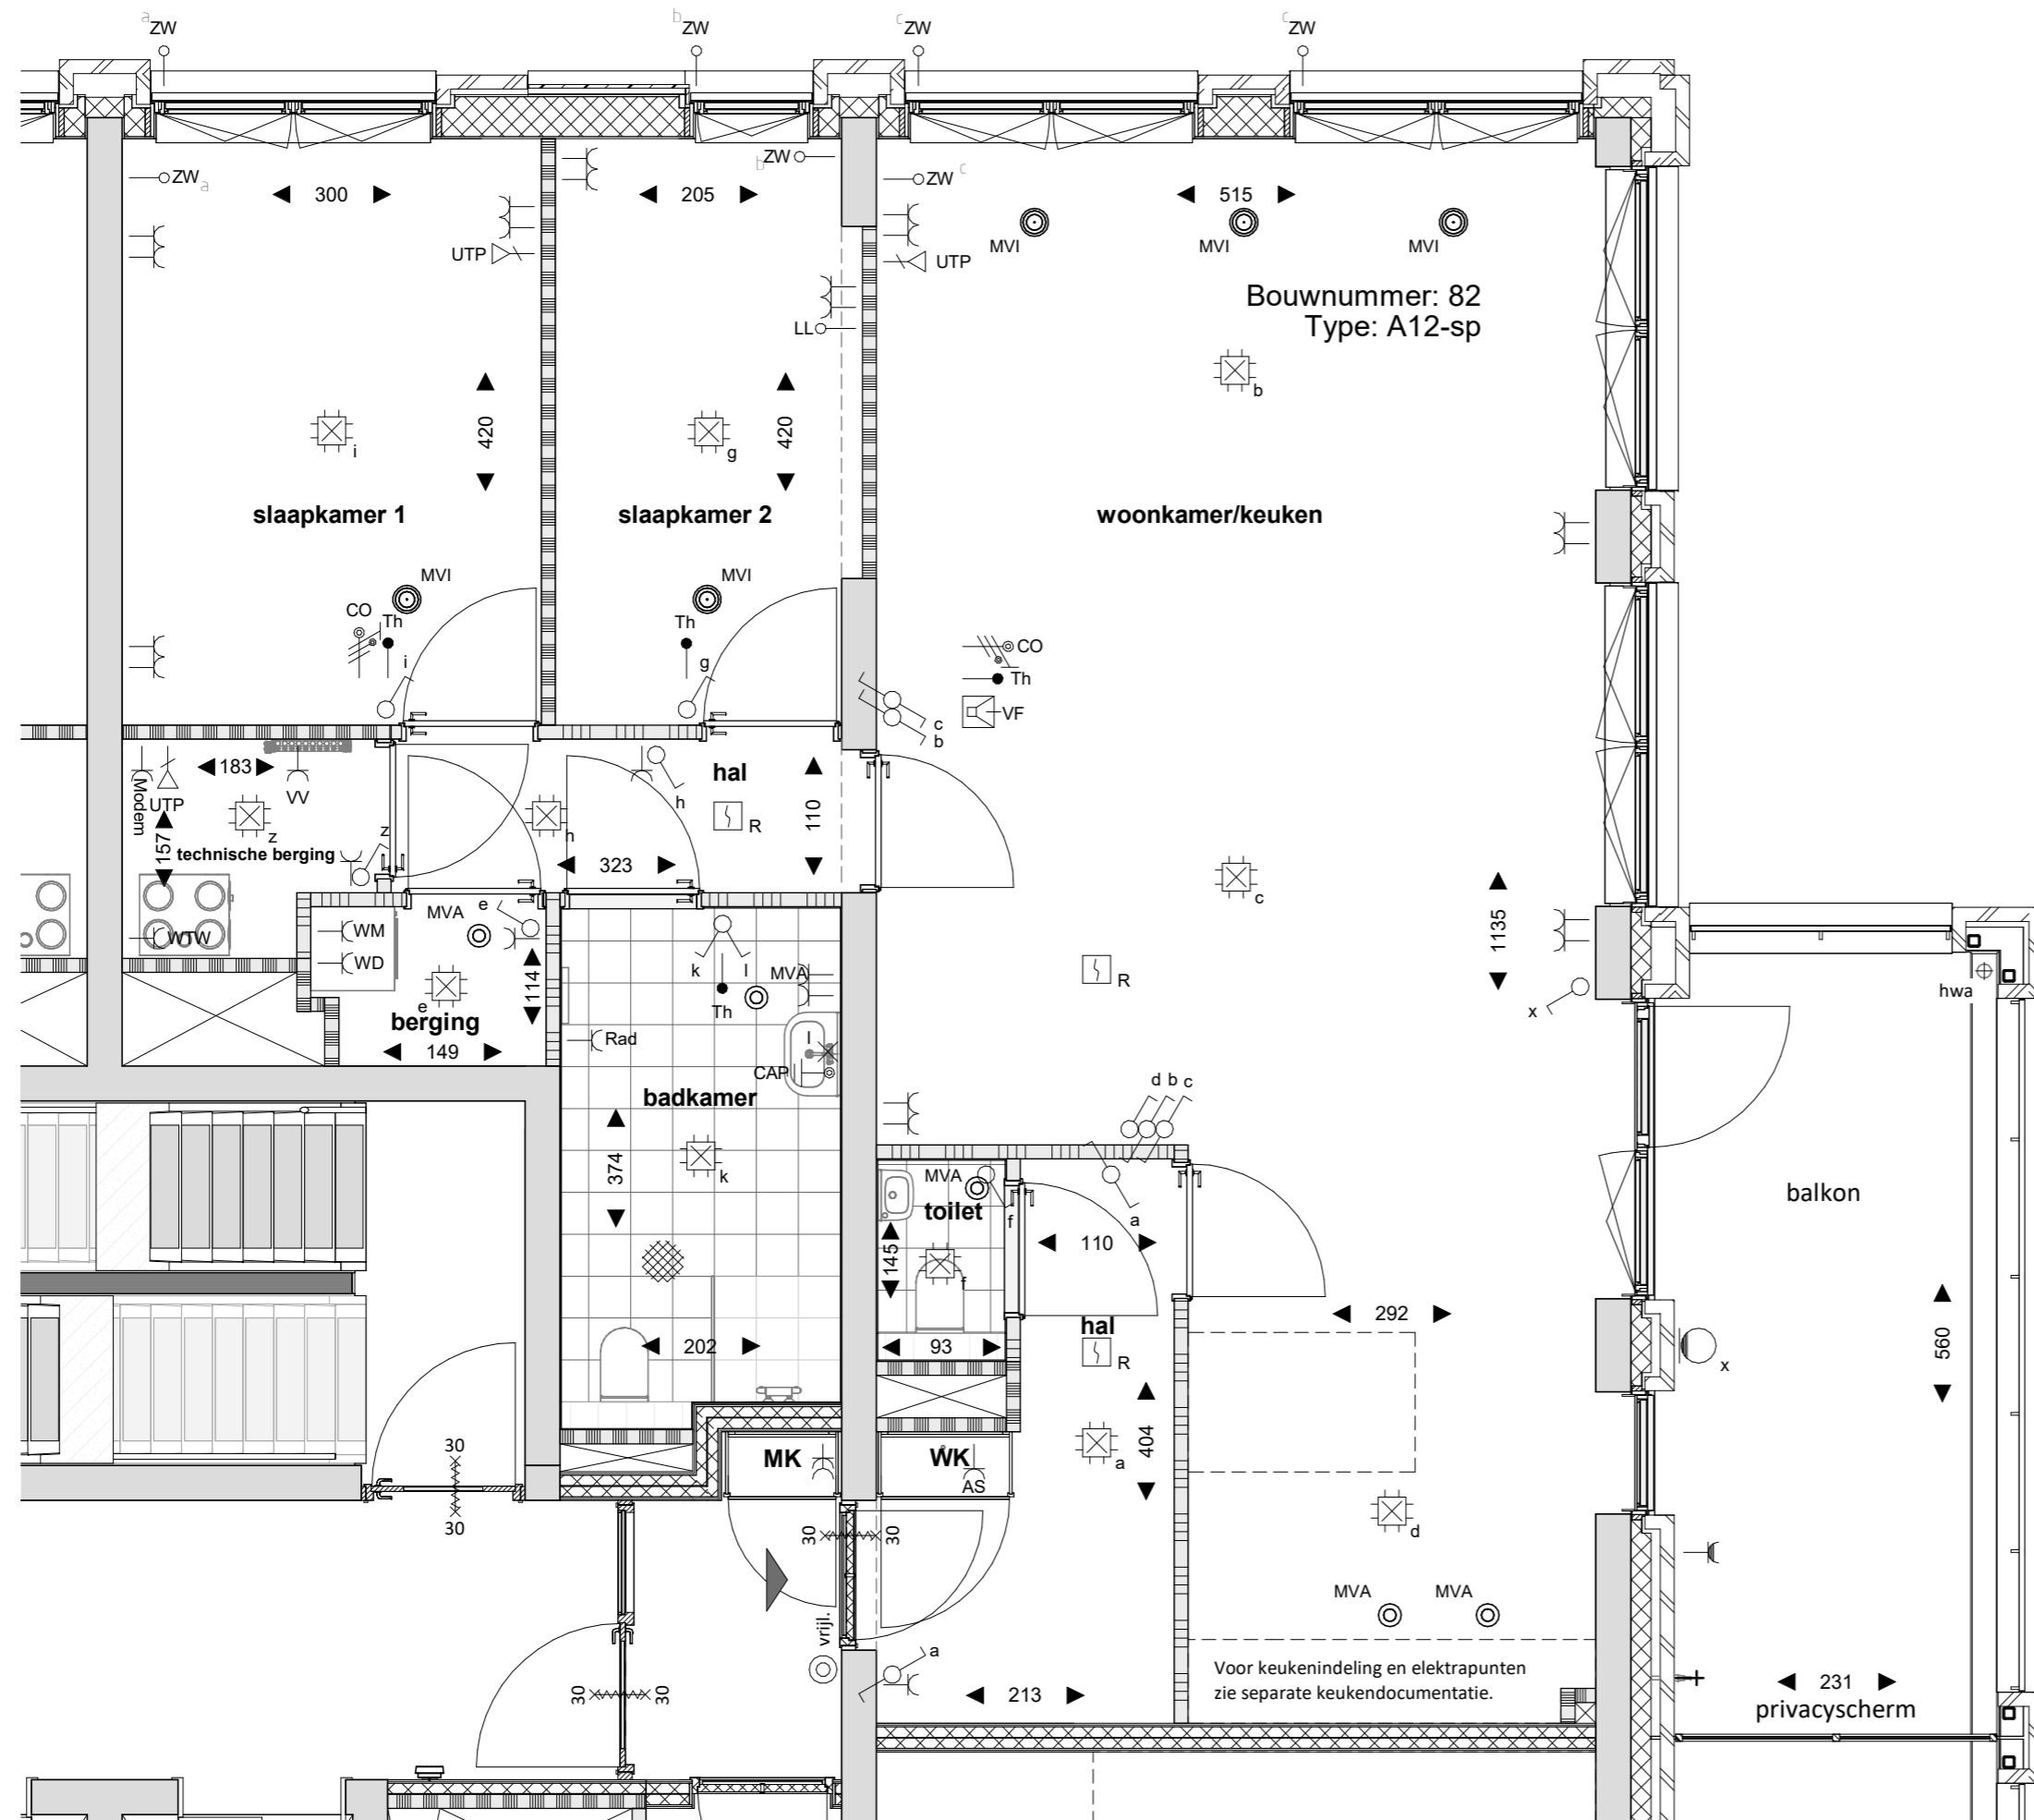 a ZW
b ZW
c ZW
c ZW
ZW a
300
ZW b
205
ZW c
515
UTP
UTP
MVI
MVI
MVI
Bouwnummer: 82
Type: A12-sp
LL
b
420
420
i
g
slaapkamer 1
slaapkamer 2
woonkamer/keuken
MVI
MVI
CO
Th
Th
i
g
CO
Th
VF
c
b
183
hal
VV
UTP
Modem
h
z
157
technische berging
z
h
R
110
323
c
1135
MVA
e
WM
WTW
WD
k
l
MVA
114
Th
R
hwa
x
e
berging
149
Rad
l
CAP
badkamer
d b c
374
k
MVA
toilet
f
a
balkon
145
f
110
292
hal
202
93
R
x
560
404
MK
WK
AS
a
30
30
30
30
d
MVA
MVA
vrijl.
a
30
30
213
Voor keukenindeling en elektrapunten
zie separate keukendocumentatie.
231
privacyscherm